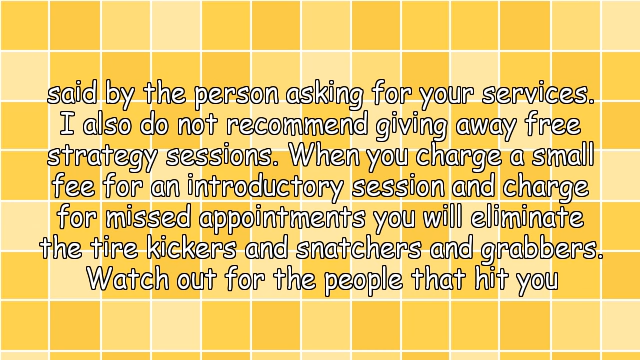 said by the person asking for your services.
I also do not recommend giving away free
strategy sessions. When you charge a small
fee for an introductory session and charge
for missed appointments you will eliminate
the tire kickers and snatchers and grabbers.
Watch out for the people that hit you